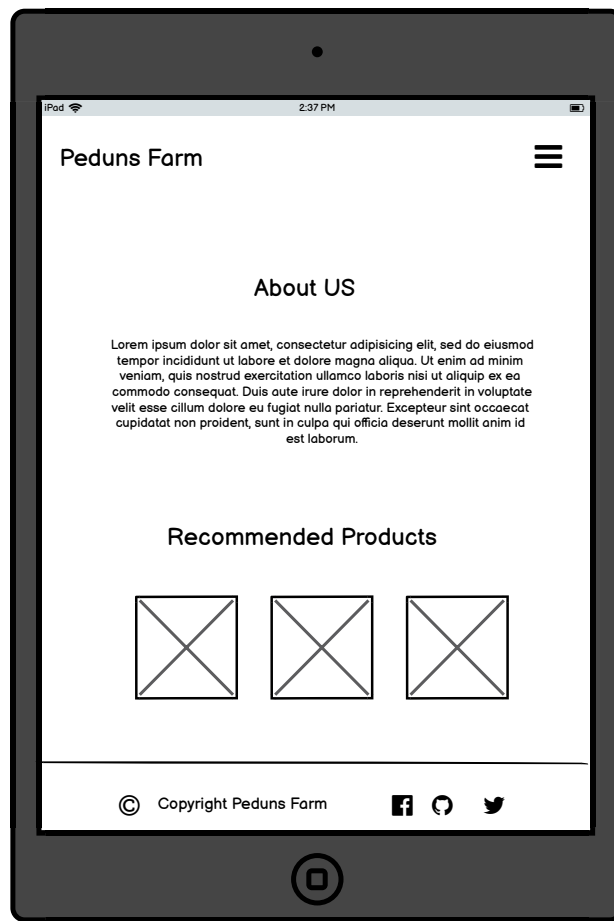 iPad 2:37 PM
Peduns Farm
About US
Lorem ipsum dolor sit amet, consectetur adipisicing elit, sed do eiusmod
tempor incididunt ut labore et dolore magna aliqua. Ut enim ad minim
veniam, quis nostrud exercitation ullamco laboris nisi ut aliquip ex ea
commodo consequat. Duis aute irure dolor in reprehenderit in voluptate
velit esse cillum dolore eu fugiat nulla pariatur. Excepteur sint occaecat
cupidatat non proident, sunt in culpa qui officia deserunt mollit anim id
est laborum.
Recommended Products
© Copyright Peduns Farm